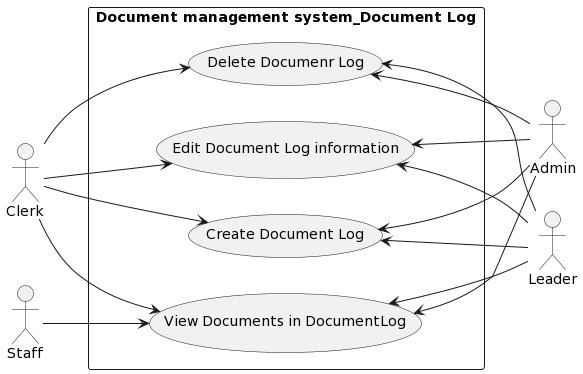 Document management system_Document Log
Delete Documenr Log
Edit Document Log information
Admin
Clerk
Create Document Log
Leader
View Documents in DocumentLog
Staff